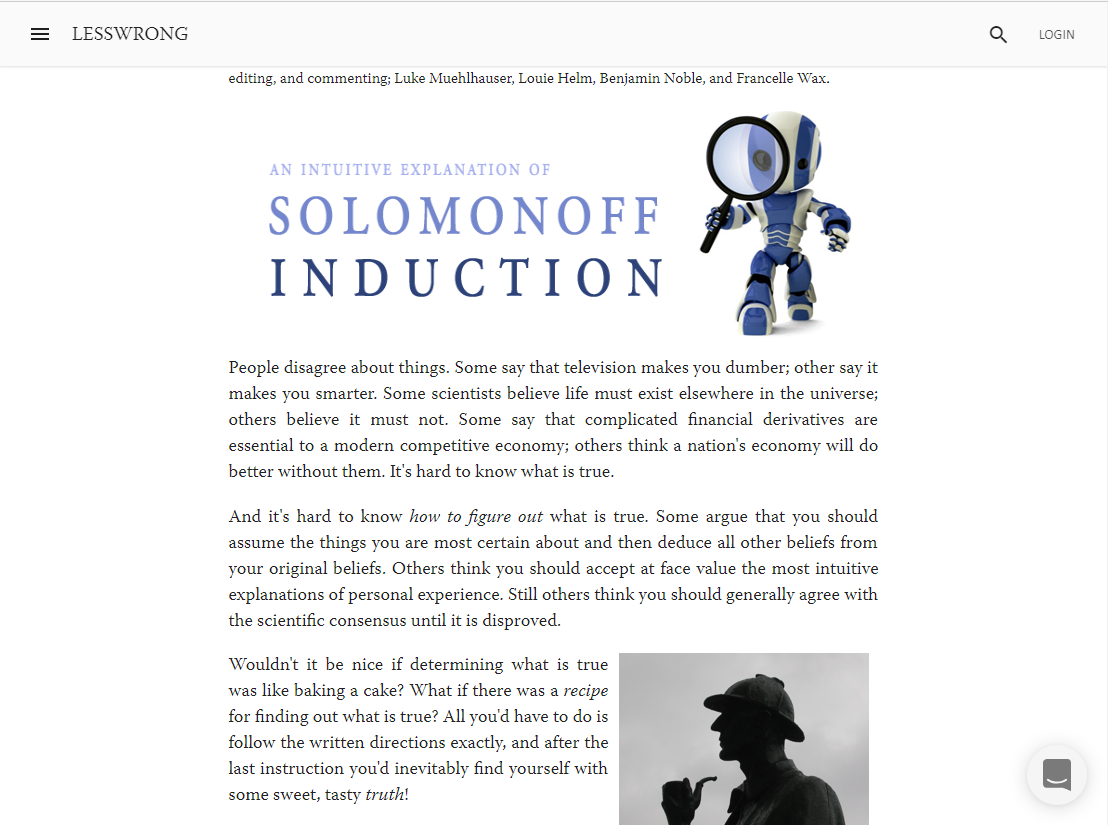 LESSWRONG
LOGIN
editing, and commenting; Luke Muehlhauser, Louie Helm, Benjamin Noble, and Francelle Wax.
AN INTUITIVE EXPLANATION OF
SOLOMONOFF
INDUCTION
People disagree about things. Some say that television makes you dumber; other say it
makes you smarter. Some scientists believe life must exist elsewhere in the universe;
others believe it must not. Some say that complicated financial derivatives are
essential to a modern competitive economy; others think a nation's economy will do
better without them. It's hard to know what is true.
And it's hard to know how to figure out what is true. Some argue that you should
assume the things you are most certain about and then deduce all other beliefs from
your original beliefs. Others think you should accept at face value the most intuitive
explanations of personal experience. Still others think you should generally agree with
the scientific consensus until it is disproved.
Wouldn't it be nice if determining what is true
was like baking a cake? What if there was a recipe
for finding out what is true? All you'd have to do is
follow the written directions exactly, and after the
last instruction you'd inevitably find yourself with
some sweet, tasty truth!